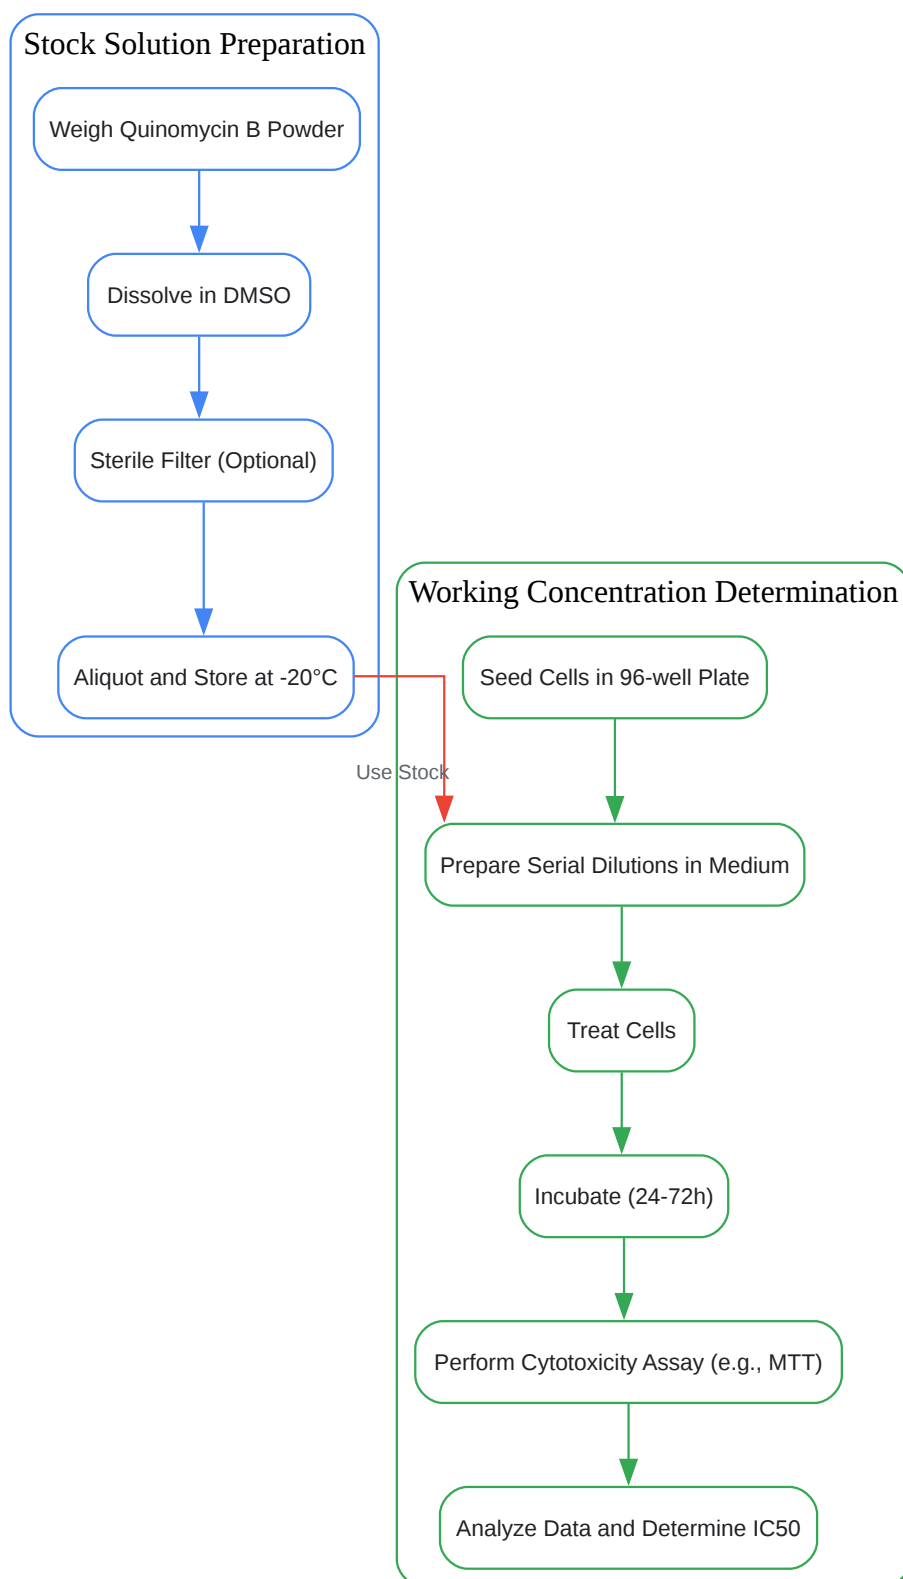 Stock Solution Preparation
Weigh Quinomycin B Powder
Dissolve in DMSO
Sterile Filter (Optional)
Aliquot and Store at -20°C
Use Stock
Working Concentration Determination
Seed Cells in 96-well Plate
Prepare Serial Dilutions in Medium
Treat Cells
Incubate (24-72h)
Perform Cytotoxicity Assay (e.g., MTT)
Analyze Data and Determine IC50